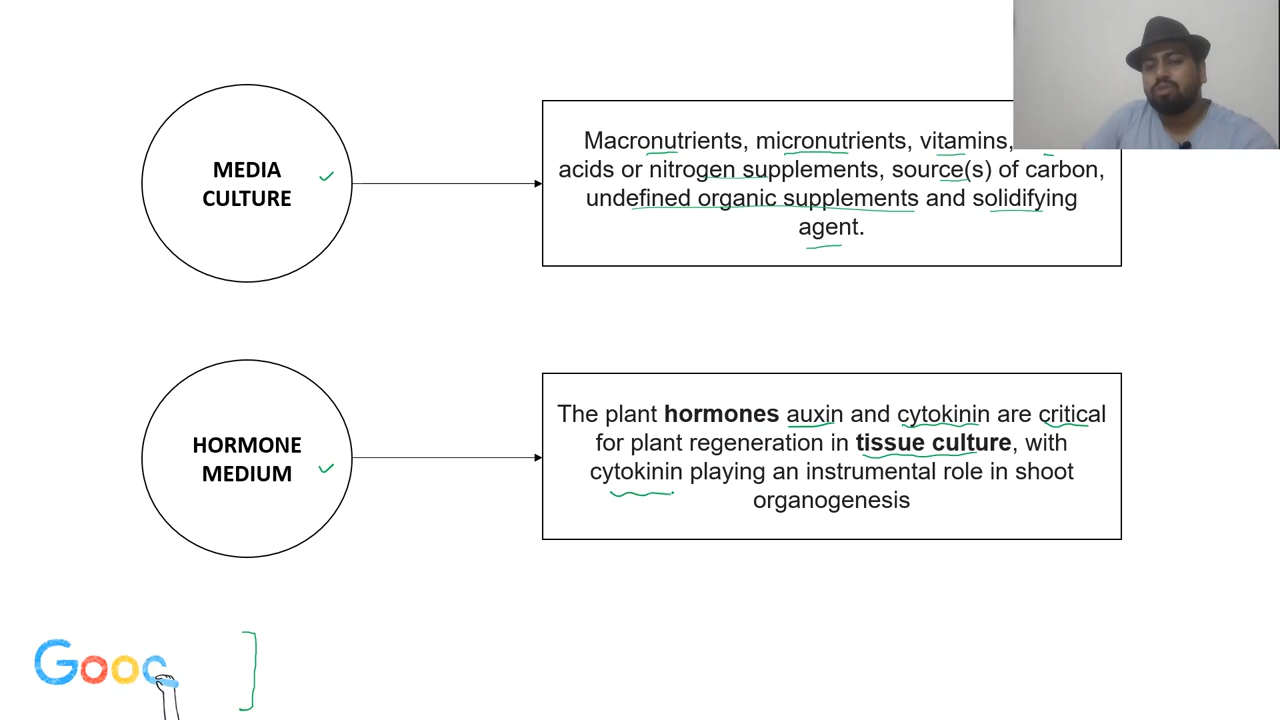 MEDIA
CULTURE
Macronutrients, micronutrients, vitamins,
acids or nitrogen supplements, source(s) of carbon,
undefined organic supplements and solidifying
agent.
HORMONE
MEDIUM
The plant hormones auxin and cytokinin are critical
for plant regeneration in tissue culture, with
cytokinin playing an instrumental role in shoot
organogenesis
Gooc